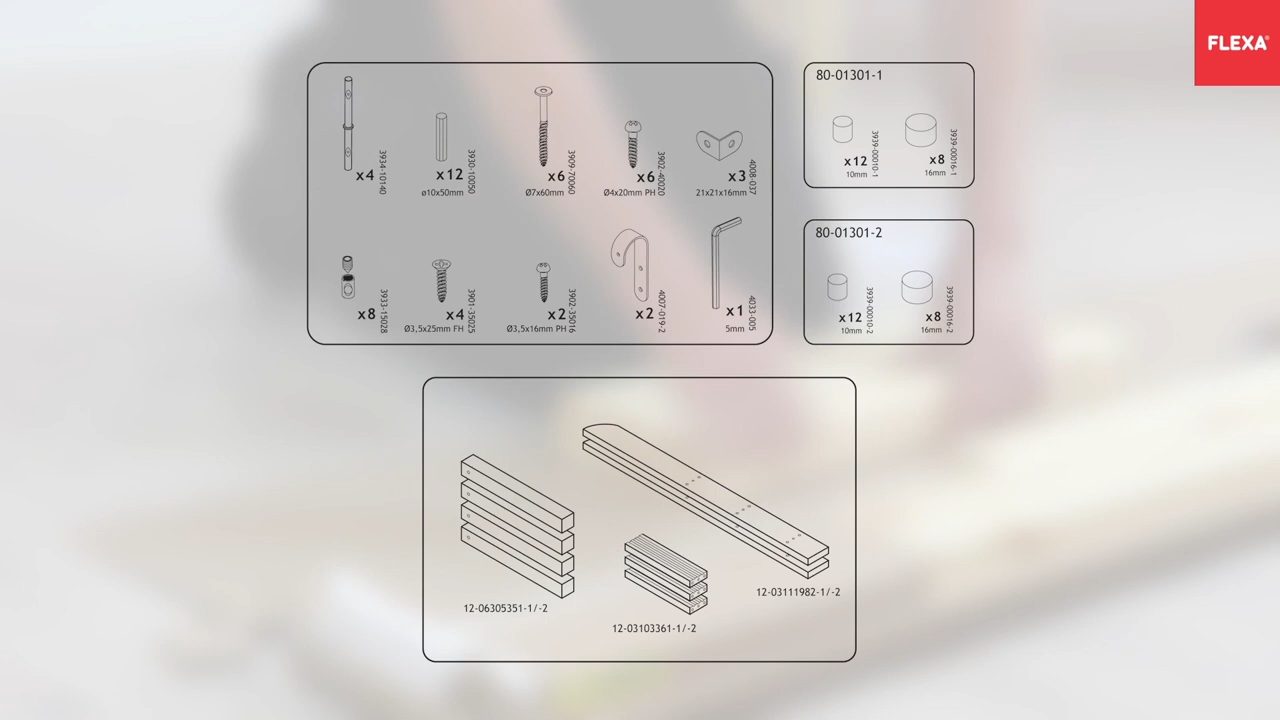 FLEXA®
x4
3934-10140
x12
3930-10050
ø10x50mm
x6
3909-70060
Ø7x60mm
x6
3902-40020
Ø4x20mm PH
x3
4008-037
21x21x16mm
x8
3933-15028
x4
3901-35025
Ø3,5x25mm FH
x2
3902-35016
Ø3,5x16mm PH
x2
4007-019-2
x1
4033-005
5mm
80-01301-1
x12
3939-00010-1
10mm
x8
3939-00016-1
16mm
80-01301-2
x12
3939-00010-2
10mm
x8
3939-00016-2
16mm
12-06305351-1/-2
12-03103361-1/-2
12-03111982-1/-2